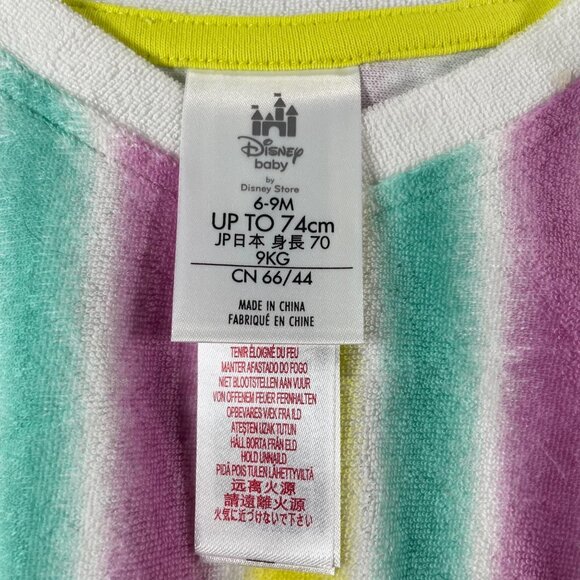 Disney
baby
by
Disney Store
6-9M
UP TO 74cm
JP日本 身長 70
9KG
CN 66/44
MADE IN CHINA
FABRIQUÉ EN CHINE
TENIR ÉLOIGNÉ DU FEU
MANTER AFASTADO DO FOGO
NIET BLOOTSTELLEN AAN VUUR
VON OFFENEM FEUER FERNHALTEN
OPBEVARES VÆK FRA ILD
ATEŞTEN UZAK TUTUN
HÅLL BORTA FRÅN ELD
HOLD UNNAILD
PIDÄ POIS TULEN LÄHETTYVILTÄ
远离火源
請遠離火源
火気に近づけないで下さい